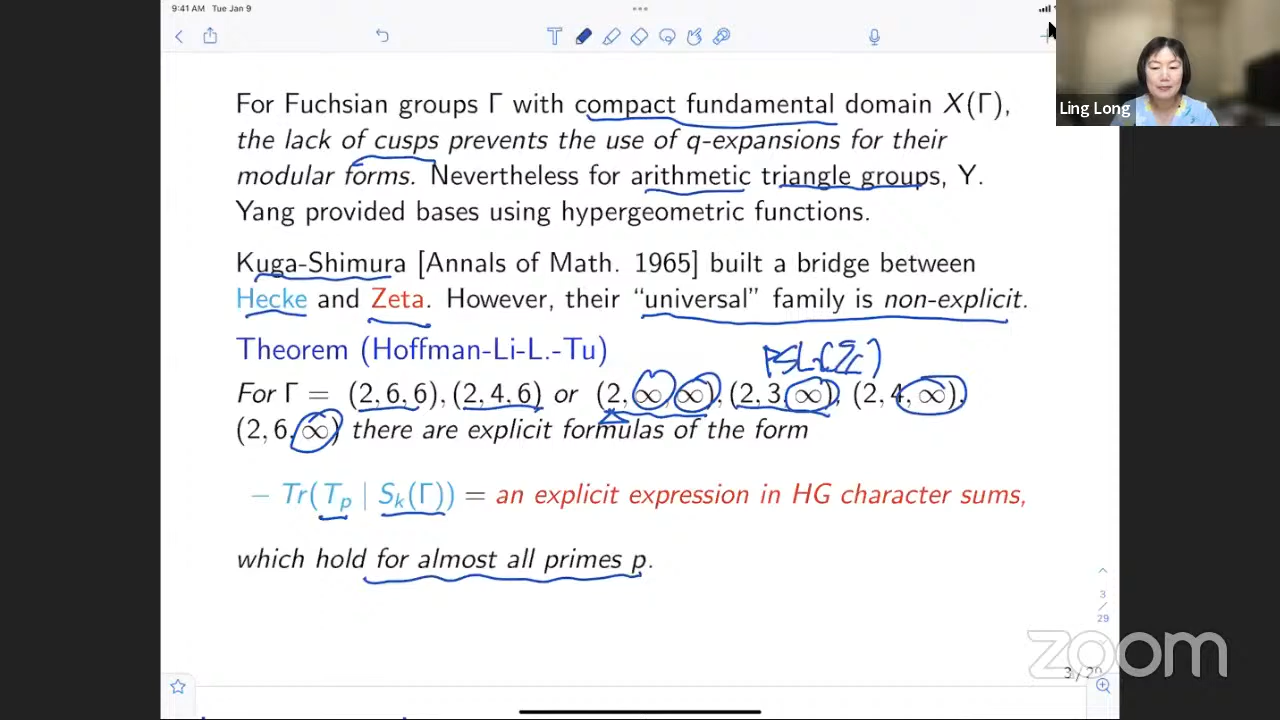 9:41 AM Tue Jan 9
Ling Long
For Fuchsian groups Γ with compact fundamental domain X(Γ),
the lack of cusps prevents the use of q-expansions for their
modular forms. Nevertheless for arithmetic triangle groups, Y.
Yang provided bases using hypergeometric functions.
Kuga-Shimura [Annals of Math. 1965] built a bridge between
Hecke and Zeta. However, their “universal” family is non-explicit.
Theorem (Hoffman-Li-L.-Tu)
For Γ = (2, 6, 6), (2, 4, 6) or (2, ∞, ∞), (2, 3, ∞), (2, 4, ∞),
(2, 6, ∞) there are explicit formulas of the form
− Tr(Tₚ | Sₖ(Γ)) = an explicit expression in HG character sums,
which hold for almost all primes p.
3
/
29
zoom